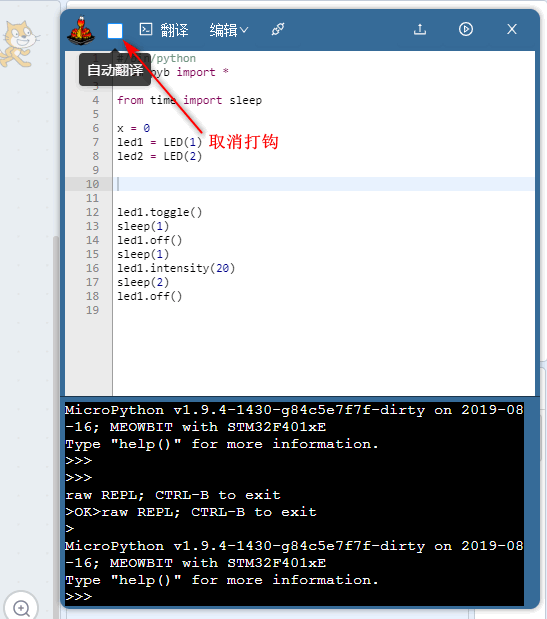 翻译 编辑
自动翻译
/python
pyb import *
3
4 from time import sleep
5
6 x = 0
7 led1 = LED(1) 取消打钩
8 led2 = LED(2)
9
10
11
12 led1.toggle()
13 sleep(1)
14 led1.off()
15 sleep(1)
16 led1.intensity(20)
17 sleep(2)
18 led1.off()
19
MicroPython v1.9.4-1430-g84c5e7f7f-dirty on 2019-08
-16; MEOWBIT with STM32F401xE
Type "help()" for more information.
>>>
>>>
raw REPL; CTRL-B to exit
>OK>raw REPL; CTRL-B to exit
>
MicroPython v1.9.4-1430-g84c5e7f7f-dirty on 2019-08
-16; MEOWBIT with STM32F401xE
Type "help()" for more information.
>>>